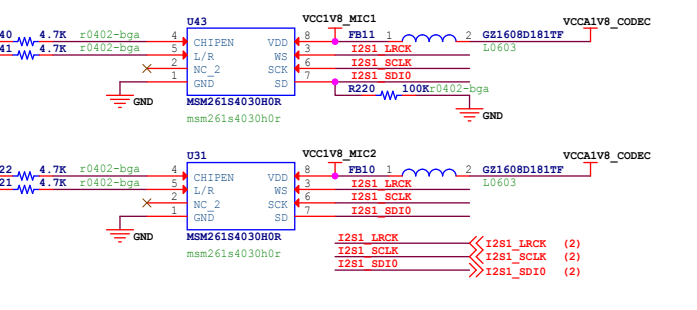 U43 VCC1V8_MIC1 VCCA1V8_CODEC
40 4.7K r0402-bga 4 CHIPEN VDD 8 FB11 1 2 GZ1608D181TF
41 4.7K r0402-bga 5 L/R WS 3 I2S1_LRCK L0603
2 NC_2 SCK 6 I2S1_SCLK
1 GND SD 7 I2S1_SDI0
GND MSM261S4030H0R R220 100K r0402-bga
msm261s4030h0r GND
U31 VCC1V8_MIC2 VCCA1V8_CODEC
22 4.7K r0402-bga 4 CHIPEN VDD 8 FB10 1 2 GZ1608D181TF
21 4.7K r0402-bga 5 L/R WS 3 I2S1_LRCK L0603
2 NC_2 SCK 6 I2S1_SCLK
1 GND SD 7 I2S1_SDI0
GND MSM261S4030H0R I2S1_LRCK I2S1_LRCK (2)
msm261s4030h0r I2S1_SCLK I2S1_SCLK (2)
I2S1_SDI0 I2S1_SDI0 (2)